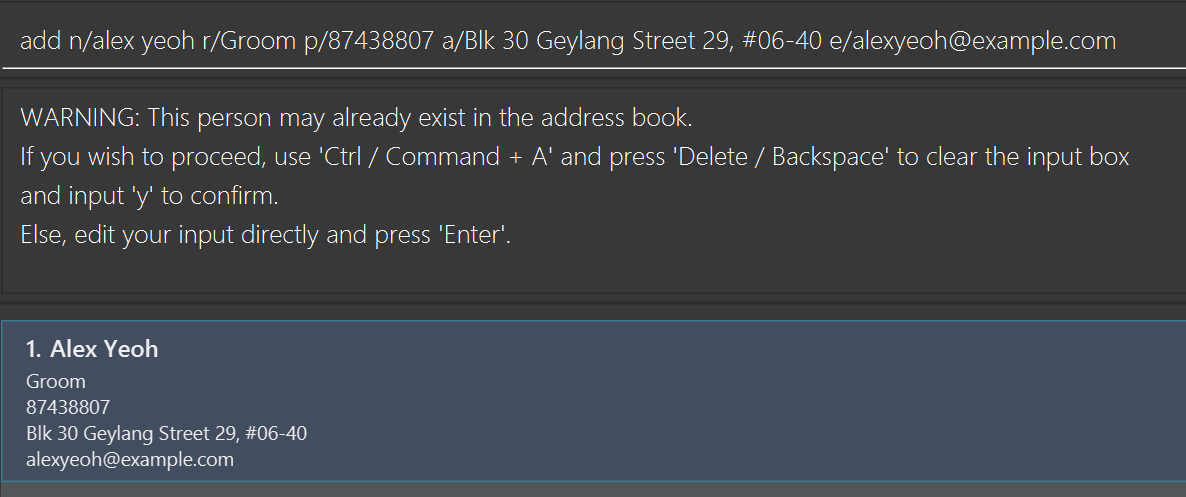 add n/alex yeoh r/Groom p/87438807 a/Blk 30 Geylang Street 29, #06-40 e/alexyeoh@example.com
WARNING: This person may already exist in the address book.
If you wish to proceed, use 'Ctrl / Command + A' and press 'Delete / Backspace' to clear the input box
and input 'y' to confirm.
Else, edit your input directly and press 'Enter'.
1. Alex Yeoh
Groom
87438807
Blk 30 Geylang Street 29, #06-40
alexyeoh@example.com